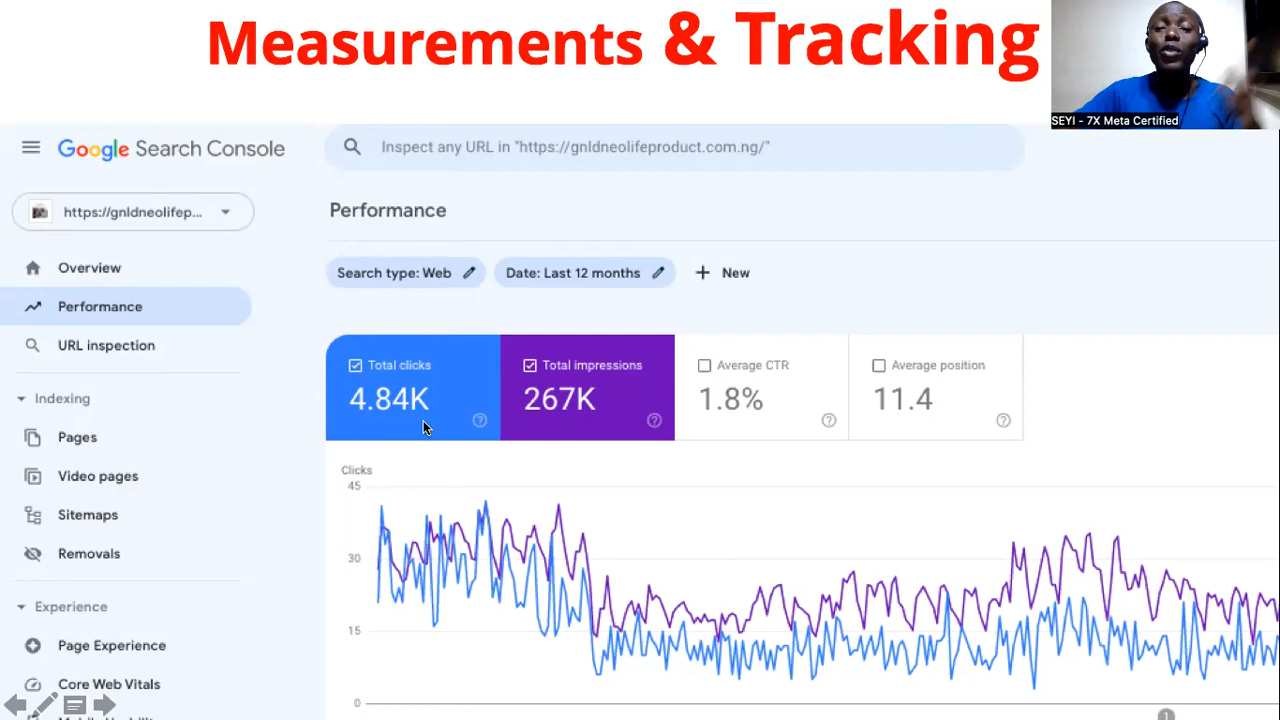 Measurements & Tracking
SEYI - 7X Meta Certified
Google Search Console
Inspect any URL in "https://gnldneolifeproduct.com.ng/"
https://gnldneolifep...
Performance
Overview
Search type: Web
Date: Last 12 months
New
Performance
URL inspection
Total clicks
4.84K
Total impressions
267K
Average CTR
1.8%
Average position
11.4
Indexing
Pages
Video pages
Sitemaps
Removals
Experience
Page Experience
Core Web Vitals
Clicks
45
30
15
0
1